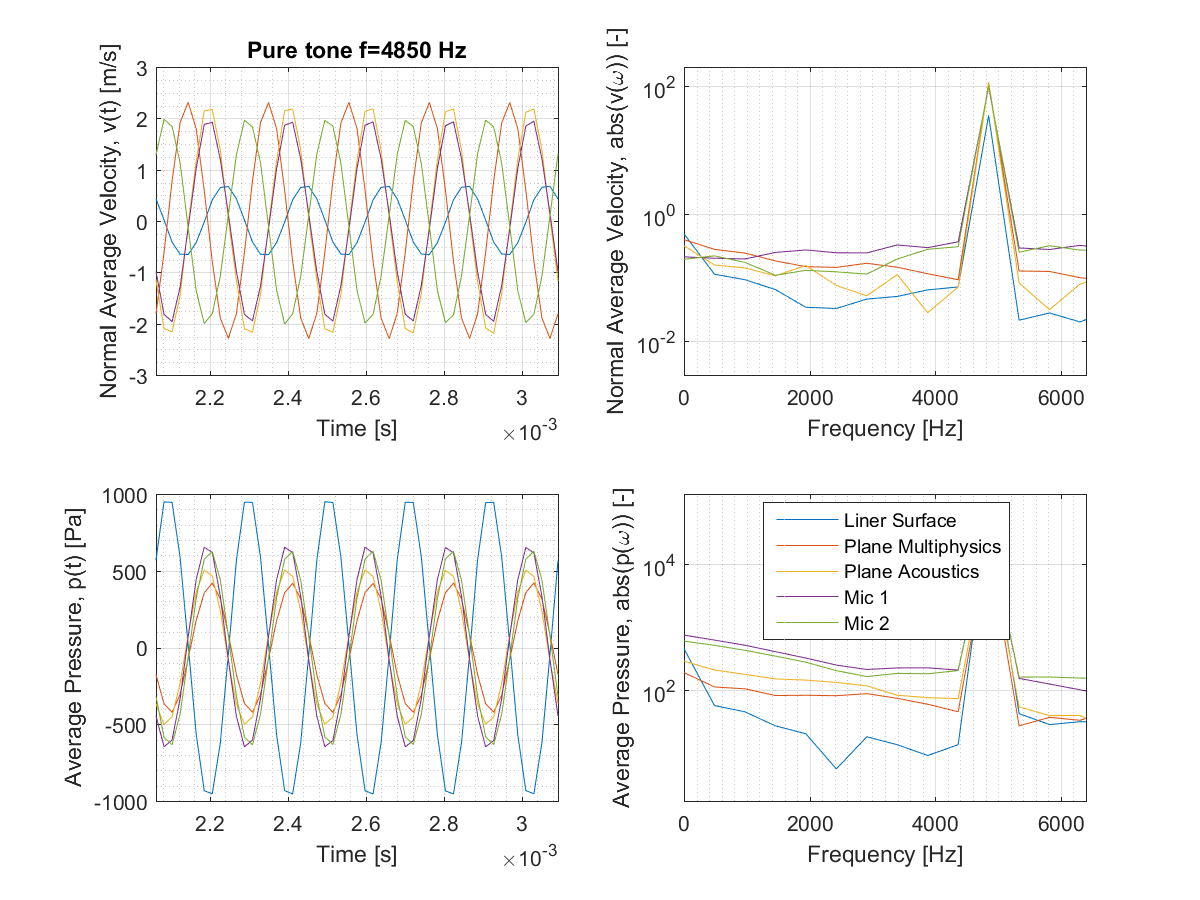 Pure tone f=4850 Hz
Normal Average Velocity, v(t) [m/s]
3
2
1
0
-1
-2
-3
2.2 2.4 2.6 2.8 3
Time [s]
×10-3
Normal Average Velocity, abs(v(ω)) [-]
102
100
10-2
0 2000 4000 6000
Frequency [Hz]
Average Pressure, p(t) [Pa]
1000
500
0
-500
-1000
2.2 2.4 2.6 2.8 3
Time [s]
×10-3
Average Pressure, abs(p(ω)) [-]
104
102
Liner Surface
Plane Multiphysics
Plane Acoustics
Mic 1
Mic 2
0 2000 4000 6000
Frequency [Hz]